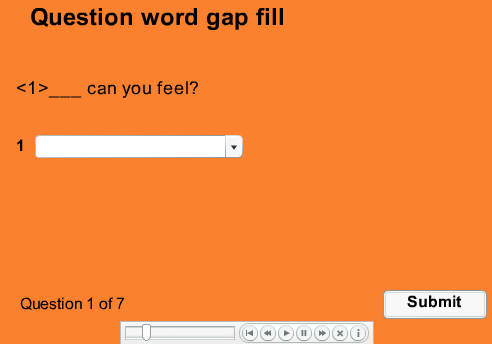 Question word gap fill
<1>___ can you feel?
1
Question 1 of 7
Submit